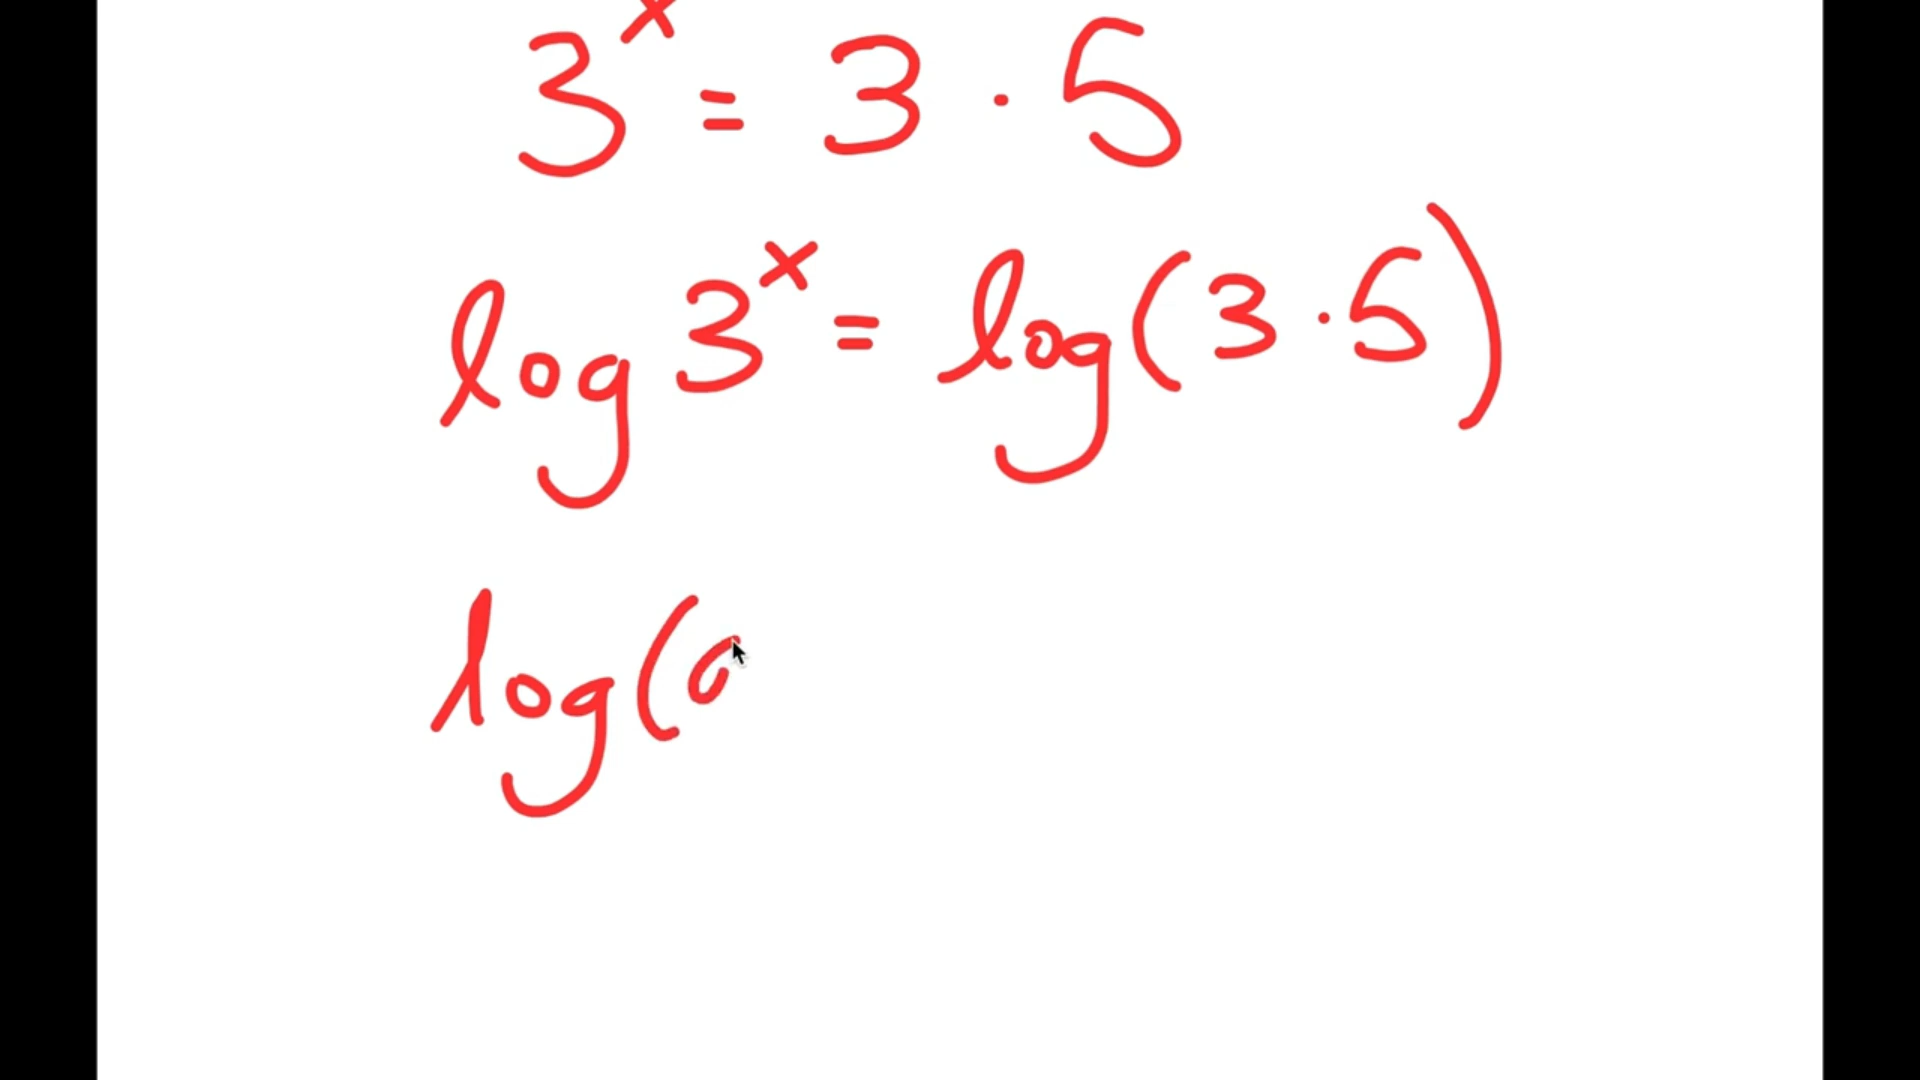 3^x = 3 · 5
log 3^x = log(3 · 5)
log(